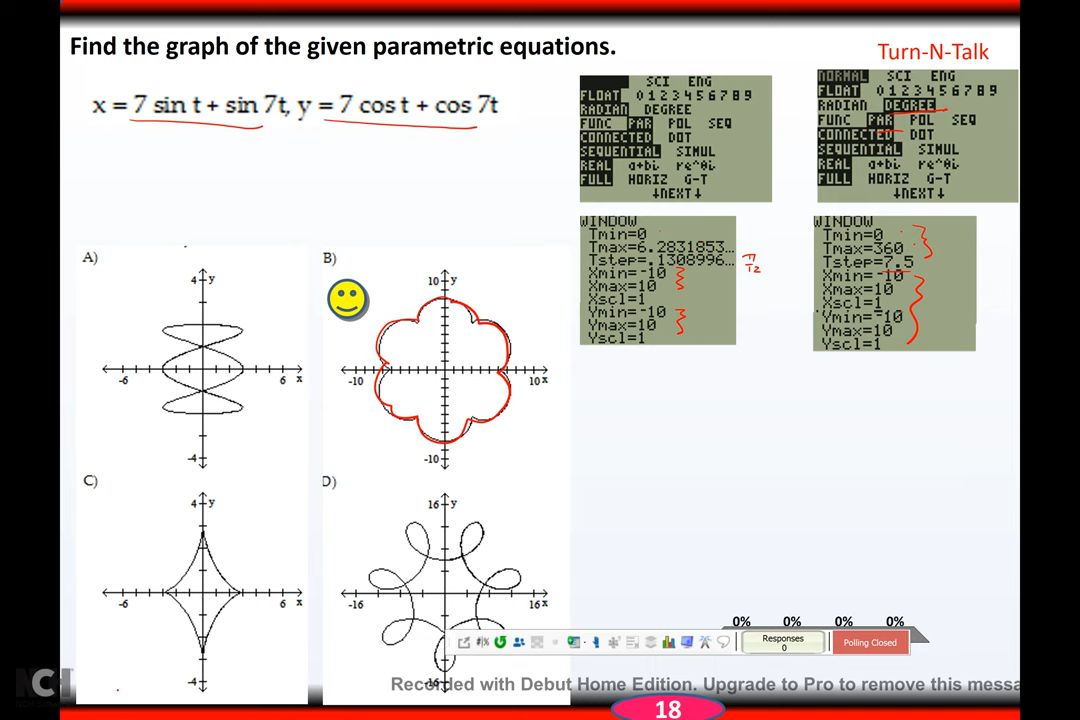 Find the graph of the given parametric equations.
Turn-N-Talk
x = 7 sin t + sin 7t, y = 7 cos t + cos 7t
SCI ENG
FLOAT 0123456789
RADIAN DEGREE
FUNC PAR POL SEQ
CONNECTED DOT
SEQUENTIAL SIMUL
REAL a+bi re^θi
FULL HORIZ G-T
↓NEXT↓
NORMAL SCI ENG
FLOAT 0123456789
RADIAN DEGREE
FUNC PAR POL SEQ
CONNECTED DOT
SEQUENTIAL SIMUL
REAL a+bi re^θi
FULL HORIZ G-T
↓NEXT↓
WINDOW
Tmin=0
Tmax=6.2831853…
Tstep=.1308996…
Xmin=-10
Xmax=10
Xscl=1
Ymin=-10
Ymax=10
Yscl=1
WINDOW
Tmin=0
Tmax=360
Tstep=7.5
Xmin=-10
Xmax=10
Xscl=1
Ymin=-10
Ymax=10
Yscl=1
A)
4 y
-6 6 x
-4
B)
10 y
-10 10 x
-10
C)
4 y
-6 6 x
-4
D)
16 y
-16 16 x
-16
0% 0% 0% 0%
Responses
0
Polling Closed
Recorded with Debut Home Edition. Upgrade to Pro to remove this messa
NCH
18